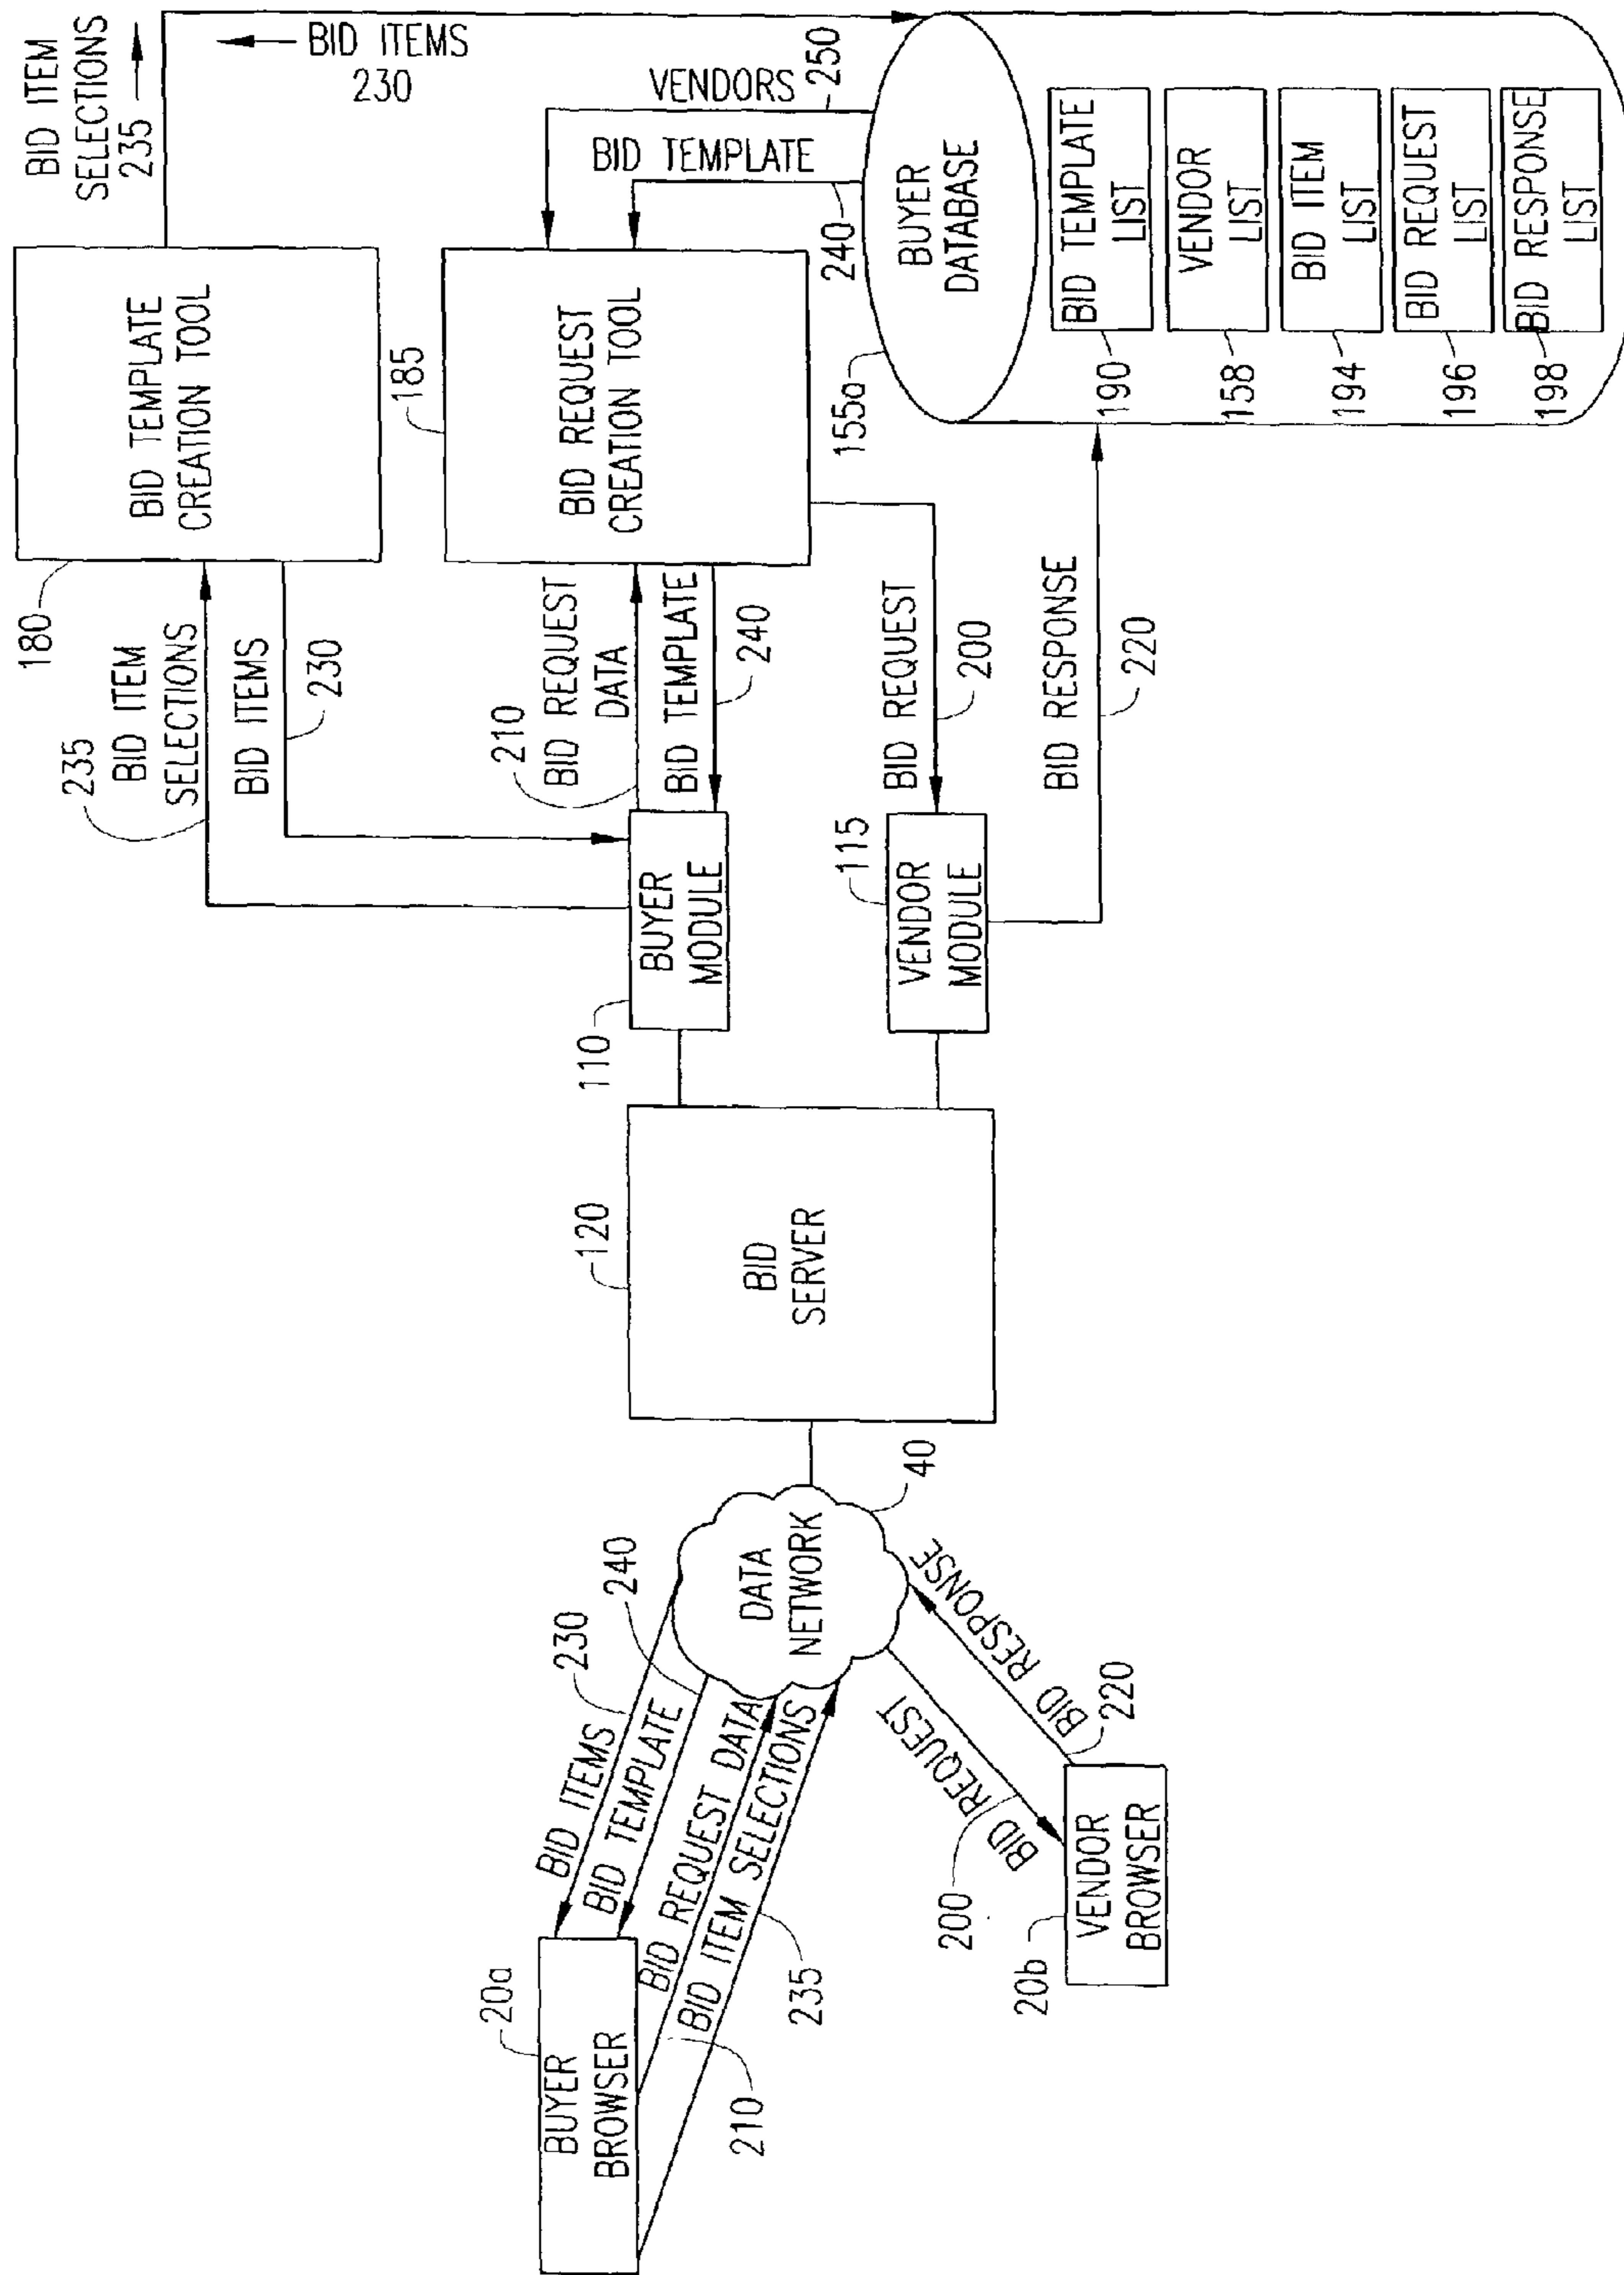 BUYER
BROWSER
20a
BID ITEMS
230
BID TEMPLATE
240
BID REQUEST DATA
210
BID ITEM SELECTIONS
235
VENDOR
BROWSER
20b
BID REQUEST
200
BID RESPONSE
220
DATA
NETWORK
40
BID
SERVER
120
BUYER
MODULE
110
VENDOR
MODULE
115
235
BID ITEM
SELECTIONS
BID ITEMS
230
210
BID REQUEST
DATA
BID TEMPLATE
240
BID REQUEST
200
BID RESPONSE
220
180
BID TEMPLATE
CREATION TOOL
185
BID REQUEST
CREATION TOOL
BID ITEM
SELECTIONS
235
BID ITEMS
230
VENDORS
250
BID TEMPLATE
240
155a
BUYER
DATABASE
BID TEMPLATE
LIST
190
VENDOR
LIST
158
BID ITEM
LIST
194
BID REQUEST
LIST
196
BID RESPONSE
LIST
198